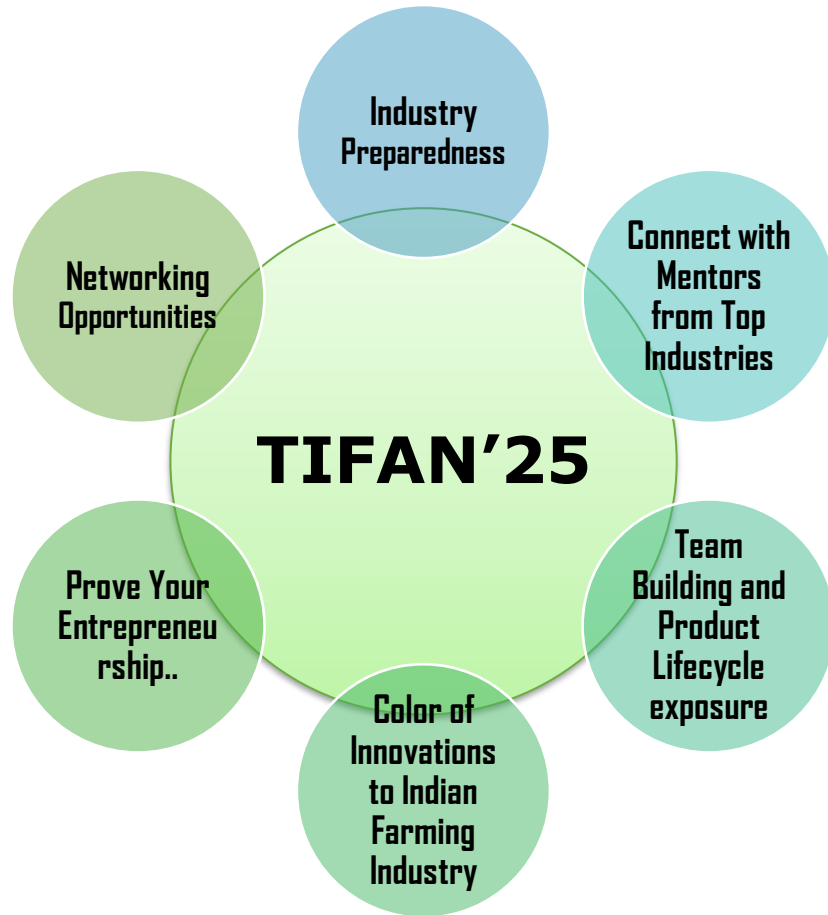 Industry
Preparedness
Connect with
Mentors
from Top
Industries
Networking
Opportunities
TIFAN’25
Team
Building and
Product
Lifecycle
exposure
Prove Your
Entrepreneu
rship..
Color of
Innovations
to Indian
Farming
Industry